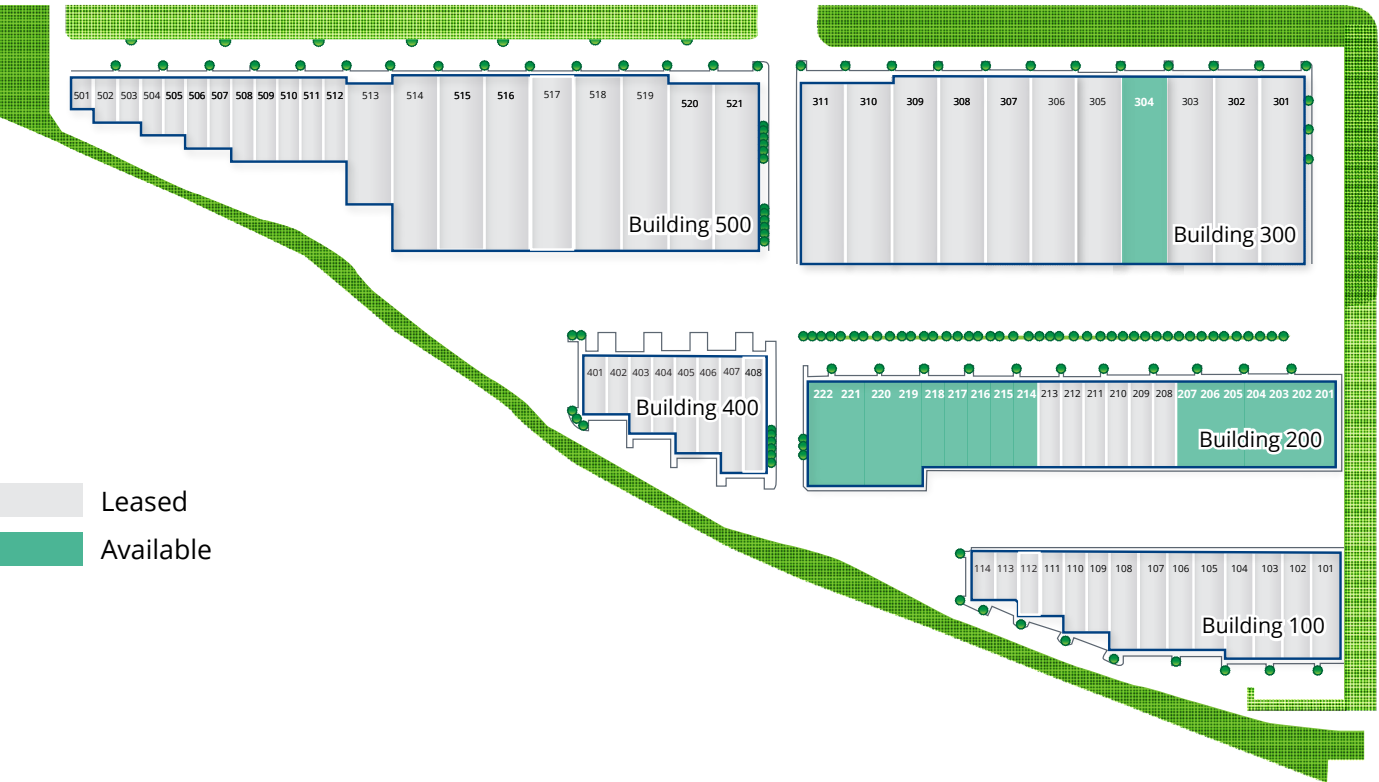 501 502 503 504 505 506 507 508 509 510 511 512 513 514 515 516 517 518 519 520 521
Building 500
311 310 309 308 307 306 305 304 303 302 301
Building 300
401 402 403 404 405 406 407 408
Building 400
222 221 220 219 218 217 216 215 214 213 212 211 210 209 208 207 206 205 204 203 202 201
Building 200
Leased
Available
114 113 112 111 110 109 108 107 106 105 104 103 102 101
Building 100